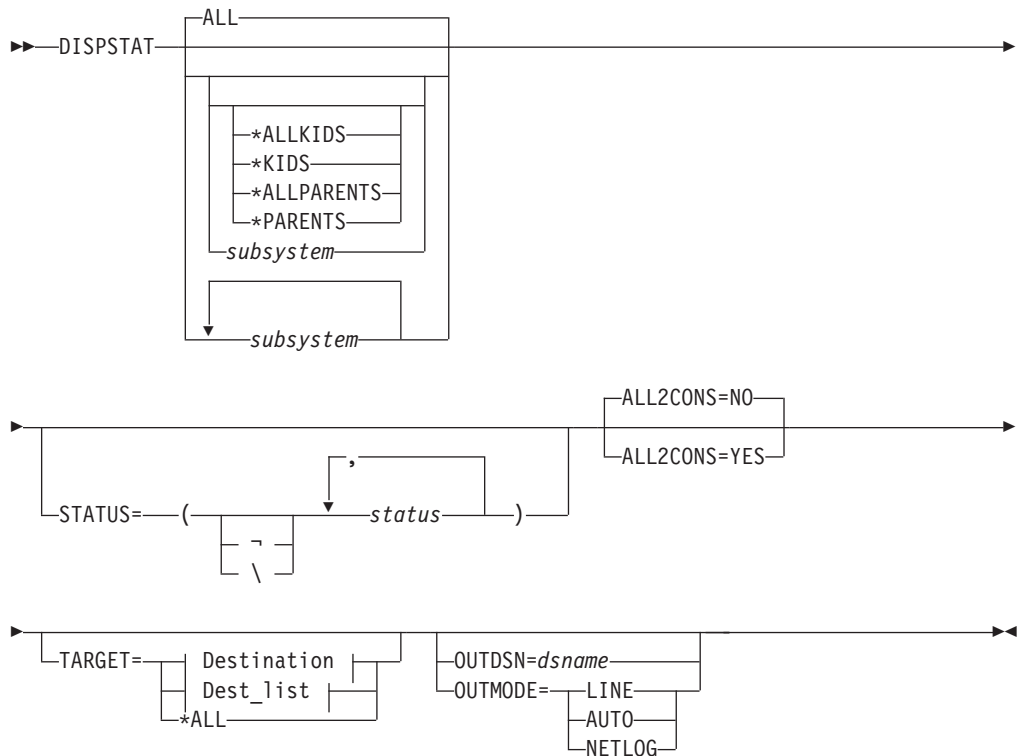 ALL
DISPSTAT
*ALLKIDS
*KIDS
*ALLPARENTS
*PARENTS
subsystem
subsystem
ALL2CONS=NO
ALL2CONS=YES
,
STATUS= ( status )
¬
\
TARGET= Destination
Dest_list
*ALL
OUTDSN=dsname
OUTMODE= LINE
AUTO
NETLOG